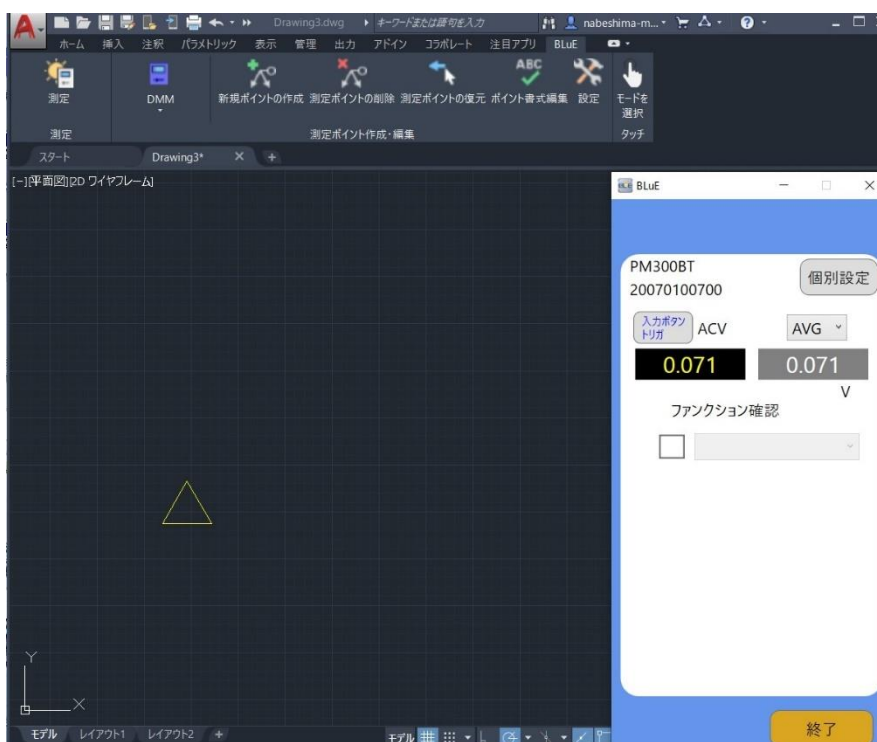 A Drawing3.dwg キーワードまたは語句を入力 nabeshima-m...
ホーム 挿入 注釈 パラメトリック 表示 管理 出力 アドイン コラボレート 注目アプリ BLuE
ABC
測定 DMM 新規ポイントの作成 測定ポイントの削除 測定ポイントの復元 ポイント書式編集 設定 モードを
選択
測定 測定ポイント作成・編集 タッチ
スタート Drawing3* × +
[−][平面図][2D ワイヤフレーム]
BLuE
PM300BT
20070100700
個別設定
入力ボタン
トリガ
ACV AVG
0.071 0.071
V
ファンクション確認
Y
X
終了
モデル レイアウト1 レイアウト2 + モデル